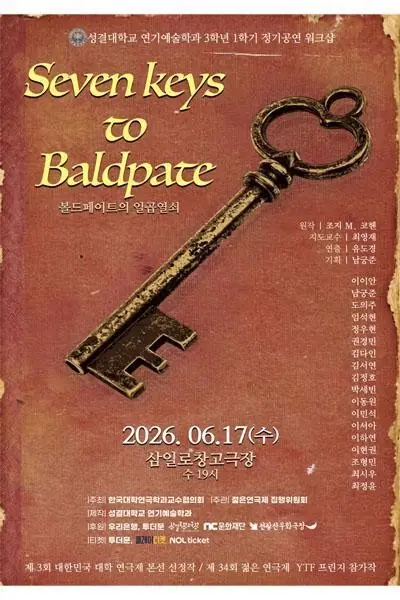 성결대학교 연기예술학과 3학년 1학기 정기공연 워크샵
Seven keys
to
Baldpate
볼드페이트의 일곱열쇠
원작 | 조지 M. 코헨
지도교수 | 최영재
연출 | 유도경
기획 | 남궁준
이이안
남궁준
도의주
엄석현
정우현
권경민
김다인
김서연
김정호
박세빈
이동원
이민석
이서아
이하연
이현권
조형민
최시우
최정윤
2026. 06.17(수)
삼일로창고극장
수 19시
|주최| 한국대학연극학과교수협의회 |주관| 젊은연극제 집행위원회
|제작| 성결대학교 연기예술학과
|후원| 우리은행, 투더문 NC문화재단
|티켓| 투더문, 플레이티켓 NOL ticket
제 3회 대한민국 대학 연극제 본선 선정작 / 제 34회 젊은 연극제 YTF 프린지 참가작